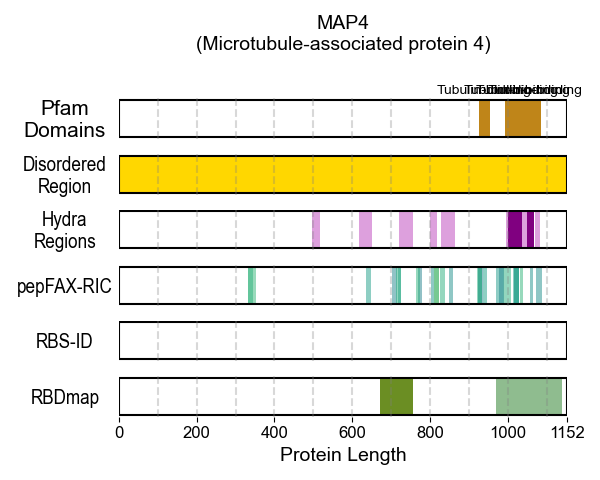 MAP4
(Microtubule-associated protein 4)
Pfam
Domains
Disordered
Region
Hydra
Regions
pepFAX-RIC
RBS-ID
RBDmap
0 200 400 600 800 1000 1152
Protein Length